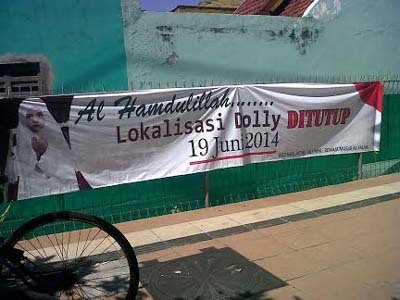 Al Hamdulillah........
Lokalisasi Dolly DITUTUP
19 Juni 2014